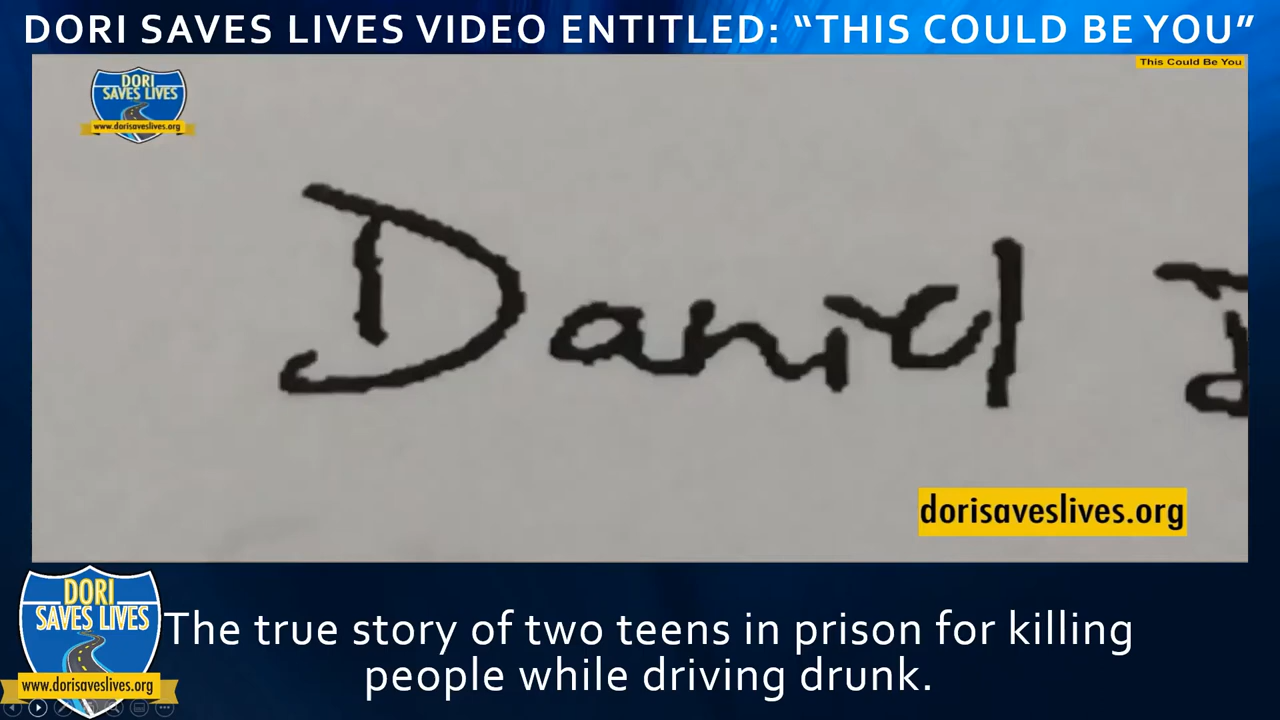 DORI SAVES LIVES VIDEO ENTITLED: “THIS COULD BE YOU”
This Could Be You
DORI
SAVES LIVES
www.dorisaveslives.org
Daniel
dorisaveslives.org
DORI
SAVES LIVES
www.dorisaveslives.org
The true story of two teens in prison for killing
people while driving drunk.